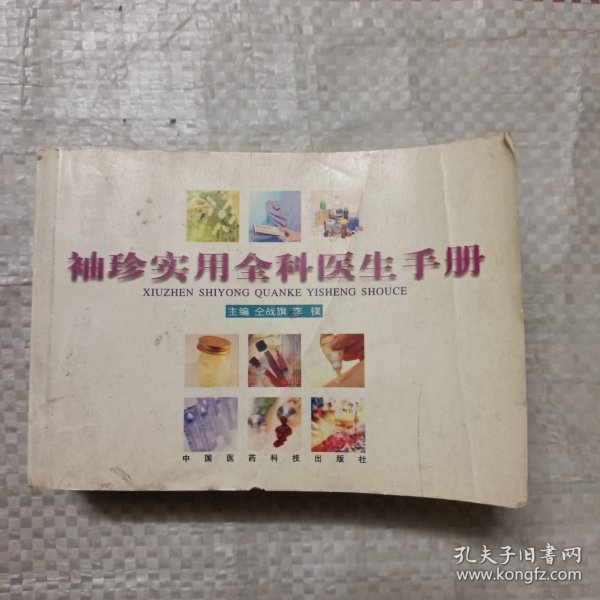 袖珍实用全科医生手册
XIUZHEN SHIYONG QUANKE YISHENG SHOUCE
主编 仝战旗 李 镤
中国医药科技出版社
孔夫子旧书网
www.kongfz.com